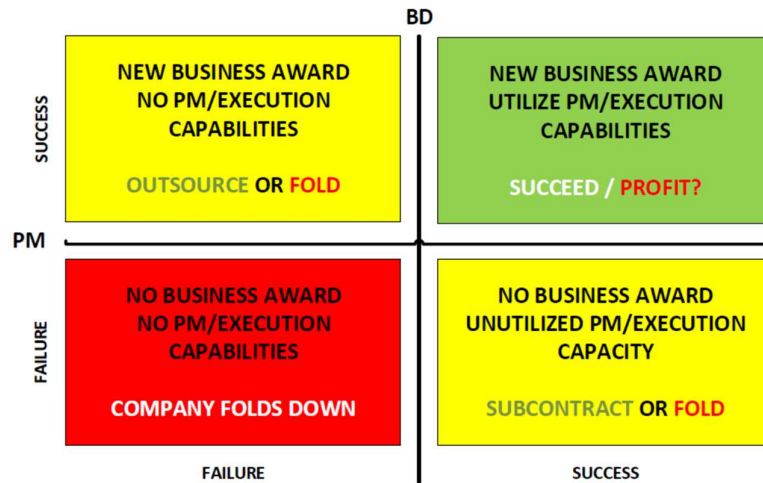 BD
NEW BUSINESS AWARD
NO PM/EXECUTION
CAPABILITIES
OUTSOURCE OR FOLD
NEW BUSINESS AWARD
UTILIZE PM/EXECUTION
CAPABILITIES
SUCCEED / PROFIT?
SUCCESS
PM
NO BUSINESS AWARD
NO PM/EXECUTION
CAPABILITIES
COMPANY FOLDS DOWN
NO BUSINESS AWARD
UNUTILIZED PM/EXECUTION
CAPACITY
SUBCONTRACT OR FOLD
FAILURE
FAILURE
SUCCESS